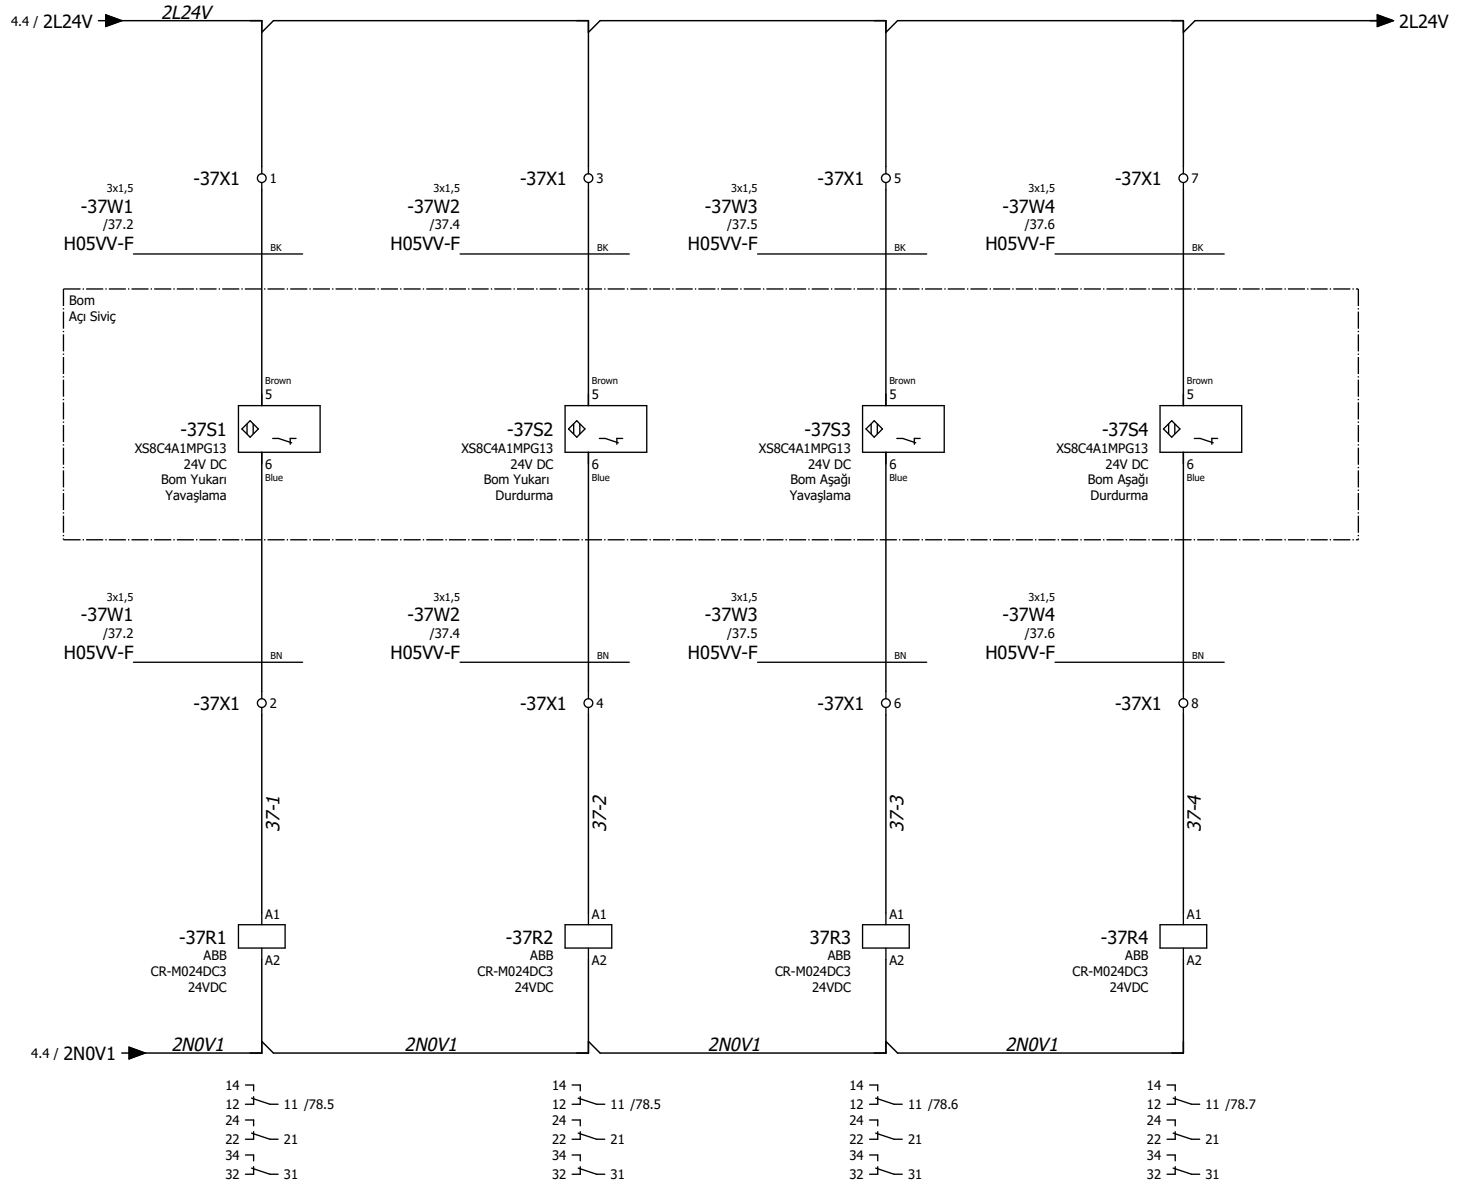 4.4 / 2L24V
2L24V
2L24V
-37X1 1
-37X1 3
-37X1 5
-37X1 7
3x1,5
-37W1
/37.2
H05VV-F
BK
3x1,5
-37W2
/37.4
H05VV-F
BK
3x1,5
-37W3
/37.5
H05VV-F
BK
3x1,5
-37W4
/37.6
H05VV-F
BK
Bom
Açı Siviç
Brown
5
-37S1
XS8C4A1MPG13
24V DC
Bom Yukarı
Yavaşlama
6
Blue
Brown
5
-37S2
XS8C4A1MPG13
24V DC
Bom Yukarı
Durdurma
6
Blue
Brown
5
-37S3
XS8C4A1MPG13
24V DC
Bom Aşağı
Yavaşlama
6
Blue
Brown
5
-37S4
XS8C4A1MPG13
24V DC
Bom Aşağı
Durdurma
6
Blue
3x1,5
-37W1
/37.2
H05VV-F
BN
3x1,5
-37W2
/37.4
H05VV-F
BN
3x1,5
-37W3
/37.5
H05VV-F
BN
3x1,5
-37W4
/37.6
H05VV-F
BN
-37X1 2
-37X1 4
-37X1 6
-37X1 8
37-1
37-2
37-3
37-4
A1
-37R1
ABB
CR-M024DC3
24VDC
A2
A1
-37R2
ABB
CR-M024DC3
24VDC
A2
A1
37R3
ABB
CR-M024DC3
24VDC
A2
A1
-37R4
ABB
CR-M024DC3
24VDC
A2
4.4 / 2N0V1
2N0V1
2N0V1
2N0V1
2N0V1
14
12 11 /78.5
24
22 21
34
32 31
14
12 11 /78.5
24
22 21
34
32 31
14
12 11 /78.6
24
22 21
34
32 31
14
12 11 /78.7
24
22 21
34
32 31